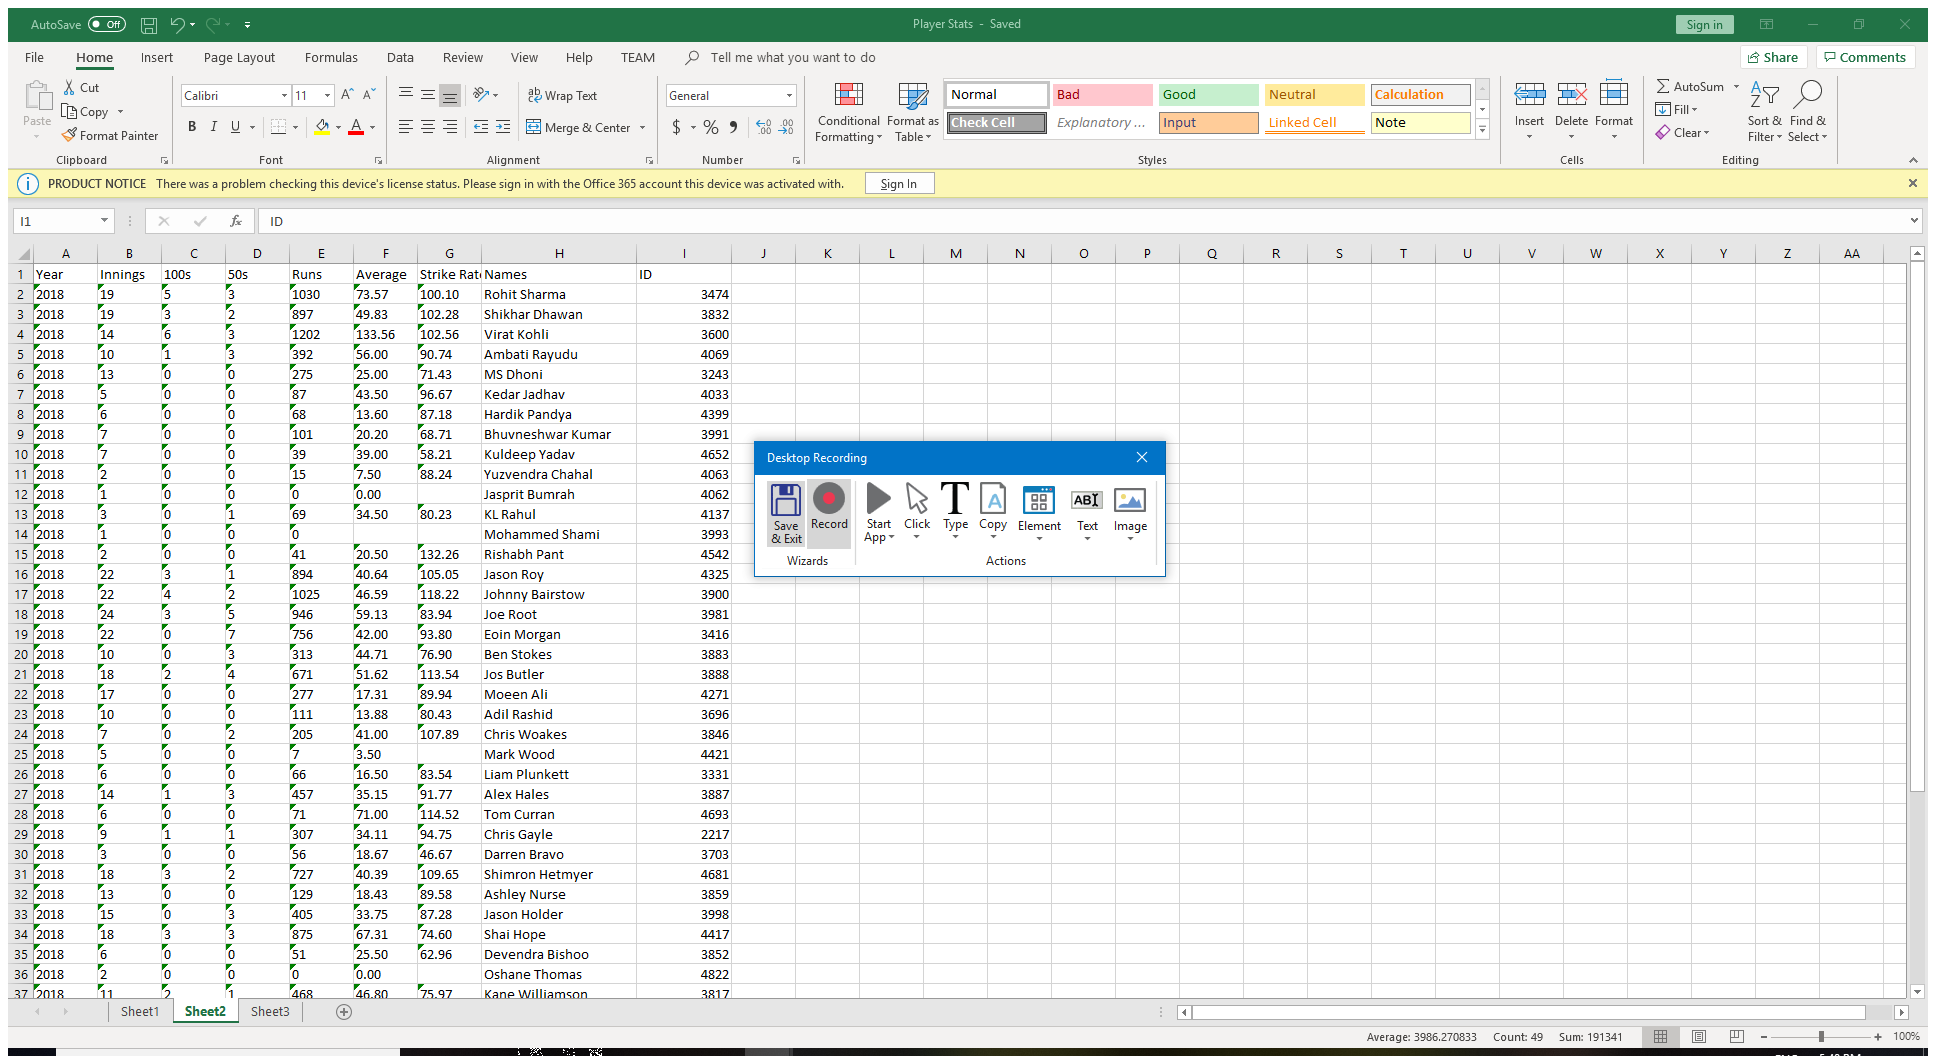 AutoSave Off Player Stats - Saved Sign in
File Home Insert Page Layout Formulas Data Review View Help TEAM Tell me what you want to do Share Comments
Paste Cut Copy Format Painter Clipboard
Calibri 11 B I U Font
Wrap Text Merge & Center Alignment
General $ % Number
Conditional Formatting Format as Table
Normal Bad Good Neutral Calculation
Check Cell Explanatory ... Input Linked Cell Note
Styles
Insert Delete Format Cells
AutoSum Fill Clear Sort & Filter Find & Select Editing
PRODUCT NOTICE There was a problem checking this device's license status. Please sign in with the Office 365 account this device was activated with. Sign In
I1 fx ID
A B C D E F G H I J K L M N O P Q R S T U V W X Y Z AA
1 Year Innings 100s 50s Runs Average Strike Rat Names ID
2 2018 19 5 3 1030 73.57 100.10 Rohit Sharma 3474
3 2018 19 3 2 897 49.83 102.28 Shikhar Dhawan 3832
4 2018 14 6 3 1202 133.56 102.56 Virat Kohli 3600
5 2018 10 1 3 392 56.00 90.74 Ambati Rayudu 4069
6 2018 13 0 0 275 25.00 71.43 MS Dhoni 3243
7 2018 5 0 0 87 43.50 96.67 Kedar Jadhav 4033
8 2018 6 0 0 68 13.60 87.18 Hardik Pandya 4399
9 2018 7 0 0 101 20.20 68.71 Bhuvneshwar Kumar 3991
10 2018 7 0 0 39 39.00 58.21 Kuldeep Yadav 4652
11 2018 2 0 0 15 7.50 88.24 Yuzvendra Chahal 4063
12 2018 1 0 0 0 0.00 Jasprit Bumrah 4062
13 2018 3 0 1 69 34.50 80.23 KL Rahul 4137
14 2018 1 0 0 0 Mohammed Shami 3993
15 2018 2 0 0 41 20.50 132.26 Rishabh Pant 4542
16 2018 22 3 1 894 40.64 105.05 Jason Roy 4325
17 2018 22 4 2 1025 46.59 118.22 Johnny Bairstow 3900
18 2018 24 3 5 946 59.13 83.94 Joe Root 3981
19 2018 22 0 7 756 42.00 93.80 Eoin Morgan 3416
20 2018 10 0 3 313 44.71 76.90 Ben Stokes 3883
21 2018 18 2 4 671 51.62 113.54 Jos Butler 3888
22 2018 17 0 0 277 17.31 89.94 Moeen Ali 4271
23 2018 10 0 0 111 13.88 80.43 Adil Rashid 3696
24 2018 7 0 2 205 41.00 107.89 Chris Woakes 3846
25 2018 5 0 0 7 3.50 Mark Wood 4421
26 2018 6 0 0 66 16.50 83.54 Liam Plunkett 3331
27 2018 14 1 3 457 35.15 91.77 Alex Hales 3887
28 2018 6 0 0 71 71.00 114.52 Tom Curran 4693
29 2018 9 1 1 307 34.11 94.75 Chris Gayle 2217
30 2018 3 0 0 56 18.67 46.67 Darren Bravo 3703
31 2018 18 3 2 727 40.39 109.65 Shimron Hetmyer 4681
32 2018 13 0 0 129 18.43 89.58 Ashley Nurse 3859
33 2018 15 0 3 405 33.75 87.28 Jason Holder 3998
34 2018 18 3 3 875 67.31 74.60 Shai Hope 4417
35 2018 6 0 0 51 25.50 62.96 Devendra Bishoo 3852
36 2018 2 0 0 0 0.00 Oshane Thomas 4822
37 2018 11 2 1 468 46.80 75.97 Kane Williamson 3817
Desktop Recording
Save & Exit Record Start App Click Type Copy Element Text Image
Wizards Actions
Sheet1 Sheet2 Sheet3
Average: 3986.270833 Count: 49 Sum: 191341 100%